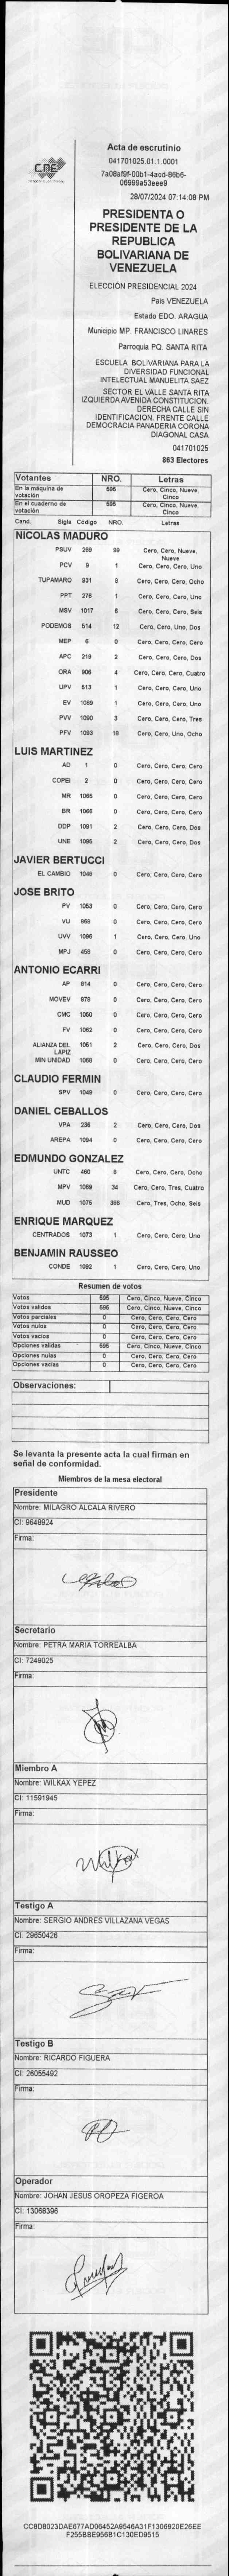 CNE
Acta de escrutinio
041701025.01.1.0001
7a08af9f-00b1-4acd-86b6-
06999a53eee9
28/07/2024 07:14:08 PM
PRESIDENTA O
PRESIDENTE DE LA
REPUBLICA
BOLIVARIANA DE
VENEZUELA
ELECCIÓN PRESIDENCIAL 2024
Pais VENEZUELA
Estado EDO. ARAGUA
Municipio MP. FRANCISCO LINARES
Parroquia PQ. SANTA RITA
ESCUELA BOLIVARIANA PARA LA
DIVERSIDAD FUNCIONAL
INTELECTUAL MANUELITA SAEZ
SECTOR EL VALLE SANTA RITA
IZQUIERDA AVENIDA CONSTITUCION.
DERECHA CALLE SIN
IDENTIFICACION. FRENTE CALLE
DEMOCRACIA PANADERIA CORONA
DIAGONAL CASA
041701025
863 Electores
Votantes NRO. Letras
En la máquina de votación 595 Cero, Cinco, Nueve, Cinco
En el cuaderno de votación 595 Cero, Cinco, Nueve, Cinco
Cand. Sigla Código NRO. Letras
NICOLAS MADURO
PSUV 269 99 Cero, Cero, Nueve, Nueve
PCV 9 1 Cero, Cero, Cero, Uno
TUPAMARO 931 8 Cero, Cero, Cero, Ocho
PPT 276 1 Cero, Cero, Cero, Uno
MSV 1017 6 Cero, Cero, Cero, Seis
PODEMOS 514 12 Cero, Cero, Uno, Dos
MEP 6 0 Cero, Cero, Cero, Cero
APC 219 2 Cero, Cero, Cero, Dos
ORA 906 4 Cero, Cero, Cero, Cuatro
UPV 613 1 Cero, Cero, Cero, Uno
EV 1089 1 Cero, Cero, Cero, Uno
PVV 1090 3 Cero, Cero, Cero, Tres
PFV 1093 18 Cero, Cero, Uno, Ocho
LUIS MARTINEZ
AD 1 0 Cero, Cero, Cero, Cero
COPEI 2 0 Cero, Cero, Cero, Cero
MR 1065 0 Cero, Cero, Cero, Cero
BR 1066 0 Cero, Cero, Cero, Cero
DDP 1091 2 Cero, Cero, Cero, Dos
UNE 1095 2 Cero, Cero, Cero, Dos
JAVIER BERTUCCI
EL CAMBIO 1048 0 Cero, Cero, Cero, Cero
JOSE BRITO
PV 1053 0 Cero, Cero, Cero, Cero
VU 868 0 Cero, Cero, Cero, Cero
UVV 1096 1 Cero, Cero, Cero, Uno
MPJ 458 0 Cero, Cero, Cero, Cero
ANTONIO ECARRI
AP 914 0 Cero, Cero, Cero, Cero
MOVEV 978 0 Cero, Cero, Cero, Cero
CMC 1050 0 Cero, Cero, Cero, Cero
FV 1062 0 Cero, Cero, Cero, Cero
ALIANZA DEL LAPIZ 1051 2 Cero, Cero, Cero, Dos
MIN UNIDAD 1068 0 Cero, Cero, Cero, Cero
CLAUDIO FERMIN
SPV 1049 0 Cero, Cero, Cero, Cero
DANIEL CEBALLOS
VPA 236 2 Cero, Cero, Cero, Dos
AREPA 1094 0 Cero, Cero, Cero, Cero
EDMUNDO GONZALEZ
UNTC 460 8 Cero, Cero, Cero, Ocho
MPV 1069 34 Cero, Cero, Tres, Cuatro
MUD 1075 386 Cero, Tres, Ocho, Seis
ENRIQUE MARQUEZ
CENTRADOS 1073 1 Cero, Cero, Cero, Uno
BENJAMIN RAUSSEO
CONDE 1092 1 Cero, Cero, Cero, Uno
Resumen de votos
Votos 595 Cero, Cinco, Nueve, Cinco
Votos validos 595 Cero, Cinco, Nueve, Cinco
Votos parciales 0 Cero, Cero, Cero, Cero
Votos nulos 0 Cero, Cero, Cero, Cero
Votos vacios 0 Cero, Cero, Cero, Cero
Opciones validas 595 Cero, Cinco, Nueve, Cinco
Opciones nulas 0 Cero, Cero, Cero, Cero
Opciones vacias 0 Cero, Cero, Cero, Cero
Observaciones:
Se levanta la presente acta la cual firman en
señal de conformidad.
Miembros de la mesa electoral
Presidente
Nombre: MILAGRO ALCALA RIVERO
CI: 9648924
Firma:
Secretario
Nombre: PETRA MARIA TORREALBA
CI: 7249025
Firma:
Miembro A
Nombre: WILKAX YEPEZ
CI: 11591945
Firma:
Wilkax
Testigo A
Nombre: SERGIO ANDRES VILLAZANA VEGAS
CI: 29650426
Firma:
Testigo B
Nombre: RICARDO FIGUERA
CI: 26055492
Firma:
Operador
Nombre: JOHAN JESUS OROPEZA FIGEROA
CI: 13068396
Firma:
CC8D8023DAE677AD06452A9546A31F1306920E26EE
F255BBE956B1C130ED9515